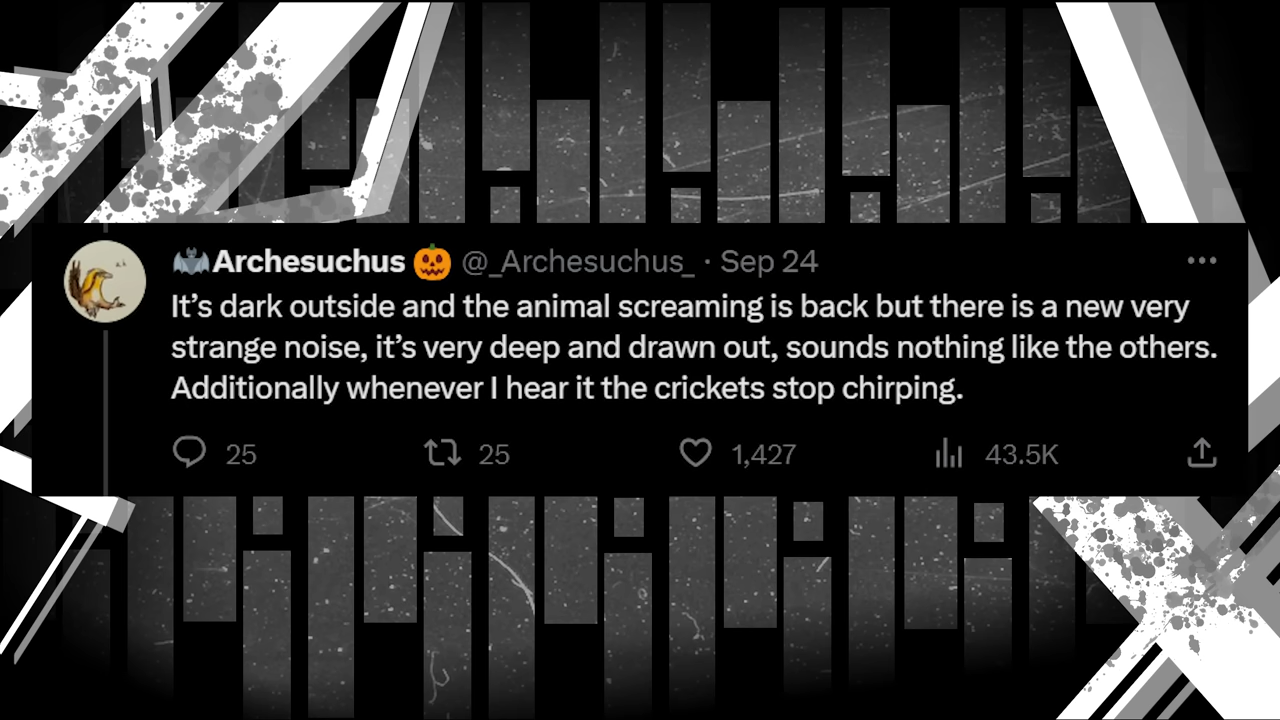 🦇Archesuchus 🎃 @_Archesuchus_ · Sep 24
It’s dark outside and the animal screaming is back but there is a new very
strange noise, it’s very deep and drawn out, sounds nothing like the others.
Additionally whenever I hear it the crickets stop chirping.
25 25 1,427 43.5K